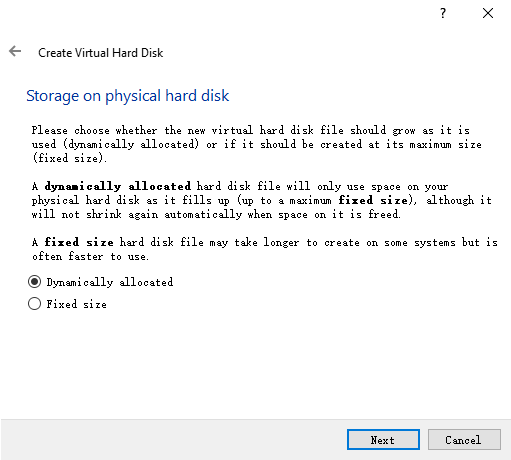 ?
Create Virtual Hard Disk
Storage on physical hard disk
Please choose whether the new virtual hard disk file should grow as it is
used (dynamically allocated) or if it should be created at its maximum size
(fixed size).
A dynamically allocated hard disk file will only use space on your
physical hard disk as it fills up (up to a maximum fixed size), although it
will not shrink again automatically when space on it is freed.
A fixed size hard disk file may take longer to create on some systems but is
often faster to use.
Dynamically allocated
Fixed size
Next
Cancel